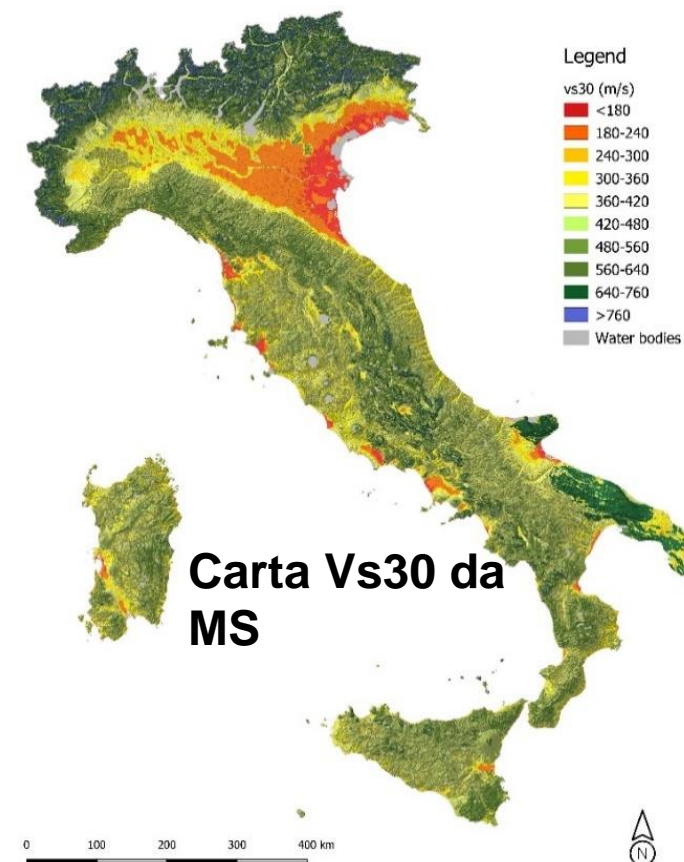 Legend
vs30 (m/s)
<180
180-240
240-300
300-360
360-420
420-480
480-560
560-640
640-760
>760
Water bodies
Carta Vs30 da
MS
0 100 200 300 400 km
N